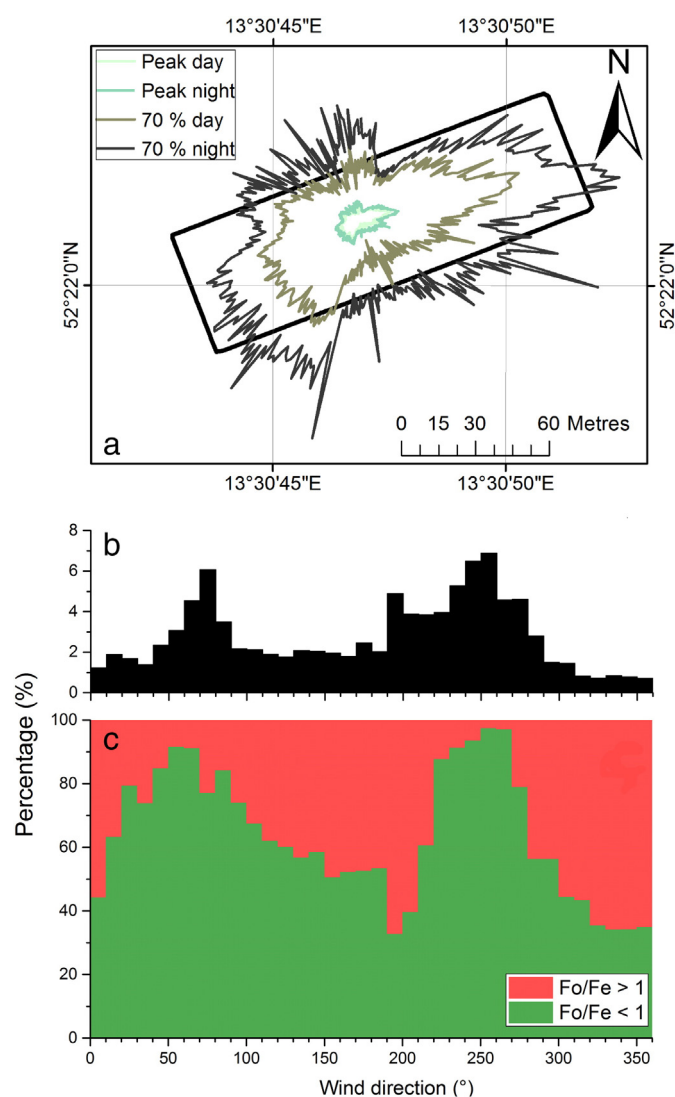 13°30'45"E 13°30'50"E
Peak day
Peak night
70 % day
70 % night
N
52°22'0"N
52°22'0"N
0 15 30 60 Metres
a
13°30'45"E 13°30'50"E
b
8
6
4
2
0
Percentage (%)
c
100
80
60
40
20
0
Fo/Fe > 1
Fo/Fe < 1
0 50 100 150 200 250 300 350
Wind direction (°)